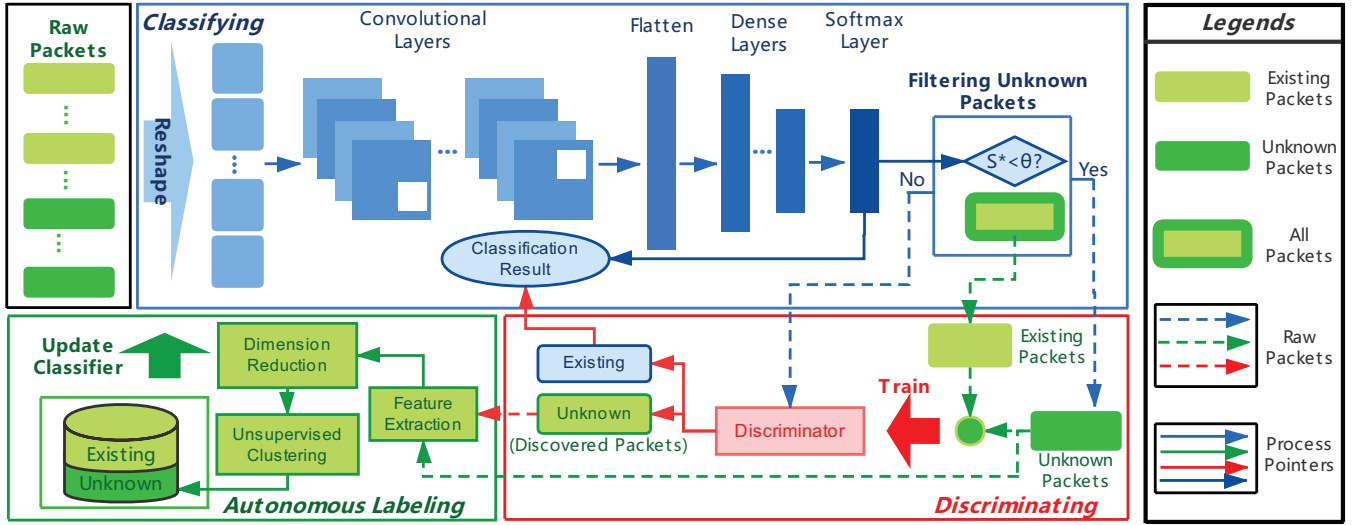 Raw
Packets
Classifying
Reshape
Convolutional
Layers
Flatten
Dense
Layers
Softmax
Layer
Filtering Unknown
Packets
S*<θ?
No
Yes
Classification
Result
Legends
Existing
Packets
Unknown
Packets
All
Packets
Raw
Packets
Process
Pointers
Update
Classifier
Dimension
Reduction
Feature
Extraction
Unsupervised
Clustering
Existing
Unknown
Autonomous Labeling
Existing
Unknown
(Discovered Packets)
Discriminator
Train
Existing
Packets
Unknown
Packets
Discriminating